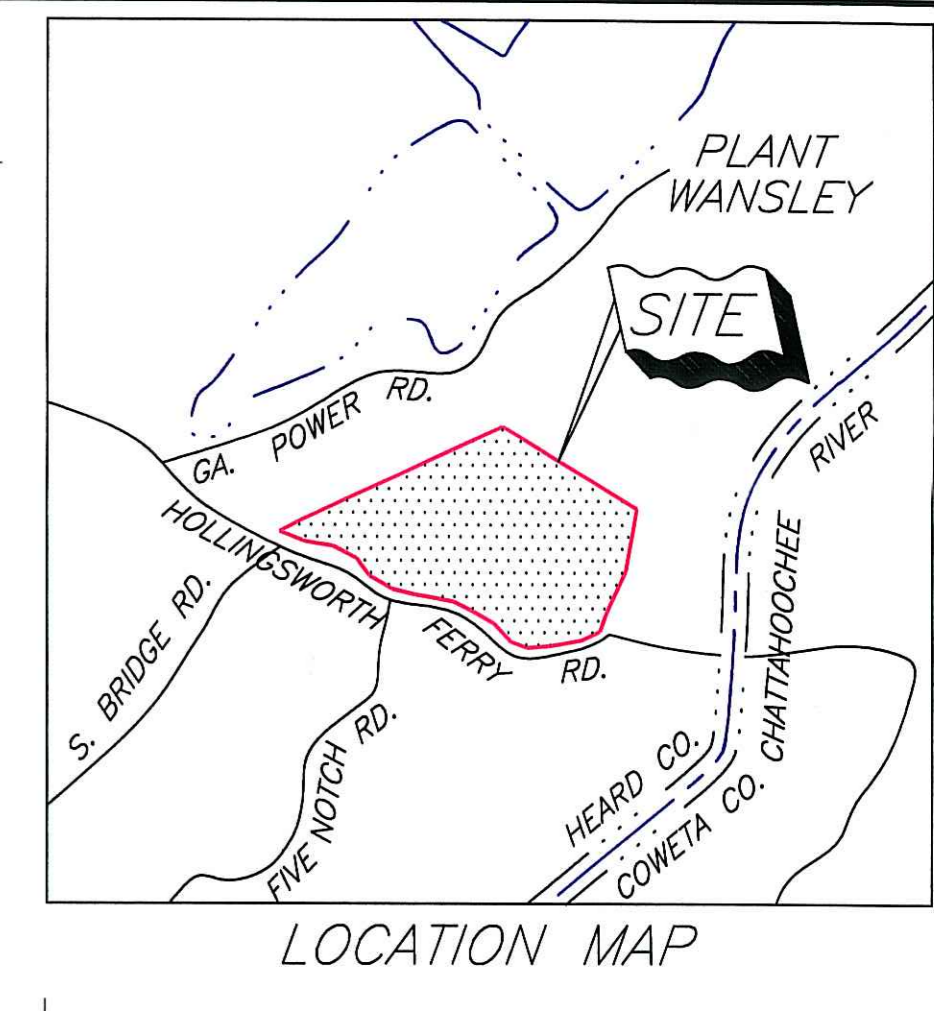 PLANT
WANSLEY
SITE
GA. POWER RD.
RIVER
HOLLINGSWORTH FERRY RD.
S. BRIDGE RD.
CHATTAHOOCHEE
FIVE NOTCH RD.
HEARD CO.
COWETA CO.
LOCATION MAP